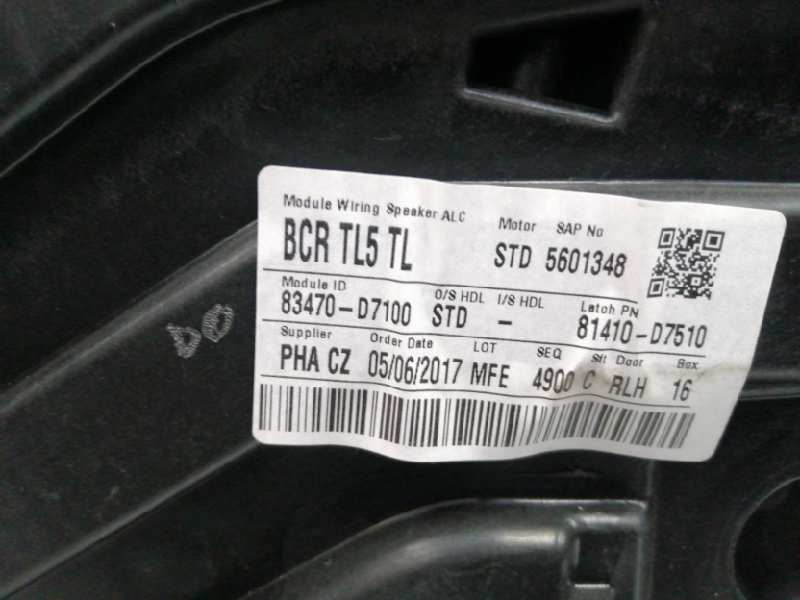 Module Wiring Speaker ALC Motor SAP No
BCR TL5 TL STD 5601348
Module ID O/S HDL I/S HDL Latch PN
83470-D7100 STD - 81410-D7510
Supplier Order Date LOT SEQ Sft Door Box
PHA CZ 05/06/2017 MFE 4900 C RLH 16